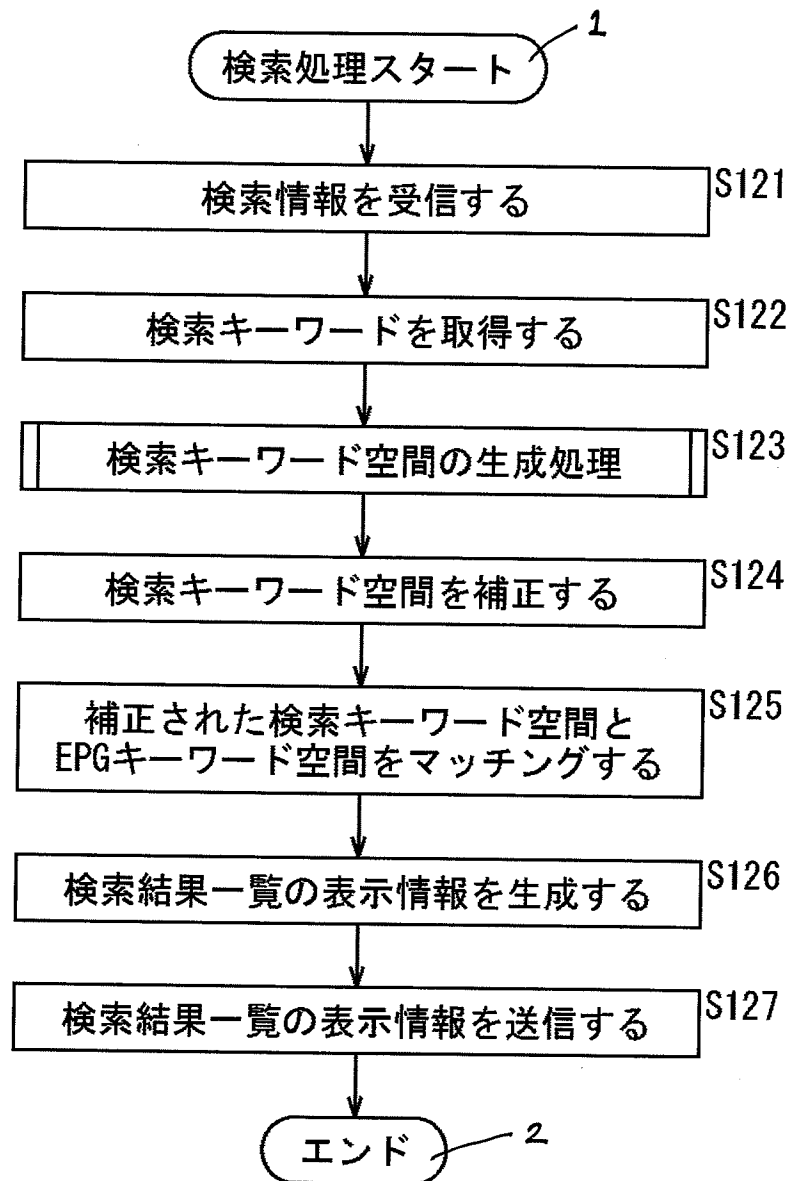 1
検索処理スタート
検索情報を受信する
S121
検索キーワードを取得する
S122
検索キーワード空間の生成処理
S123
検索キーワード空間を補正する
S124
補正された検索キーワード空間と
EPGキーワード空間をマッチングする
S125
検索結果一覧の表示情報を生成する
S126
検索結果一覧の表示情報を送信する
S127
エンド
2